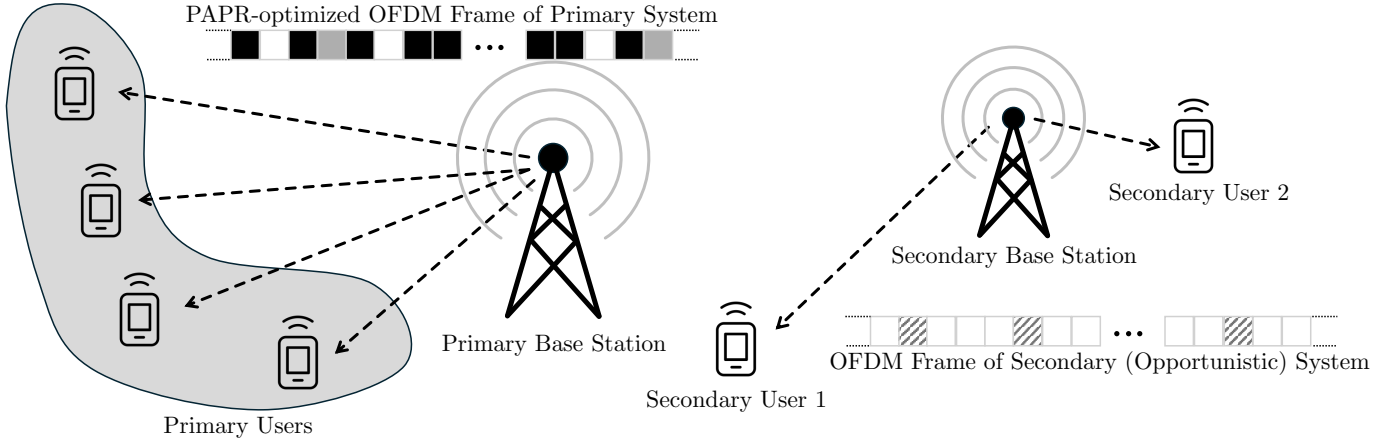 PAPR-optimized OFDM Frame of Primary System
Secondary User 2
Secondary Base Station
Primary Base Station
OFDM Frame of Secondary (Opportunistic) System
Secondary User 1
Primary Users